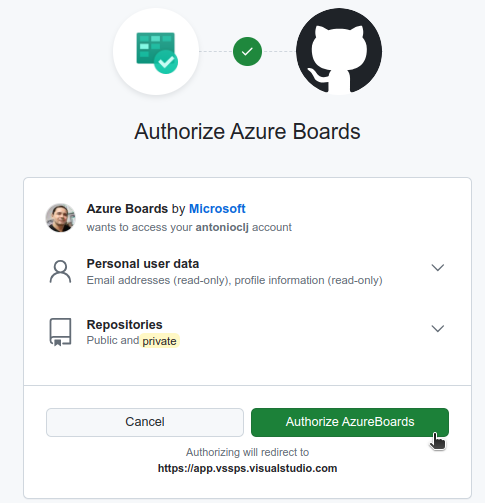 Authorize Azure Boards
Azure Boards by Microsoft
wants to access your antonioclj account
Personal user data
Email addresses (read-only), profile information (read-only)
Repositories
Public and private
Cancel
Authorize AzureBoards
Authorizing will redirect to
https://app.vssps.visualstudio.com